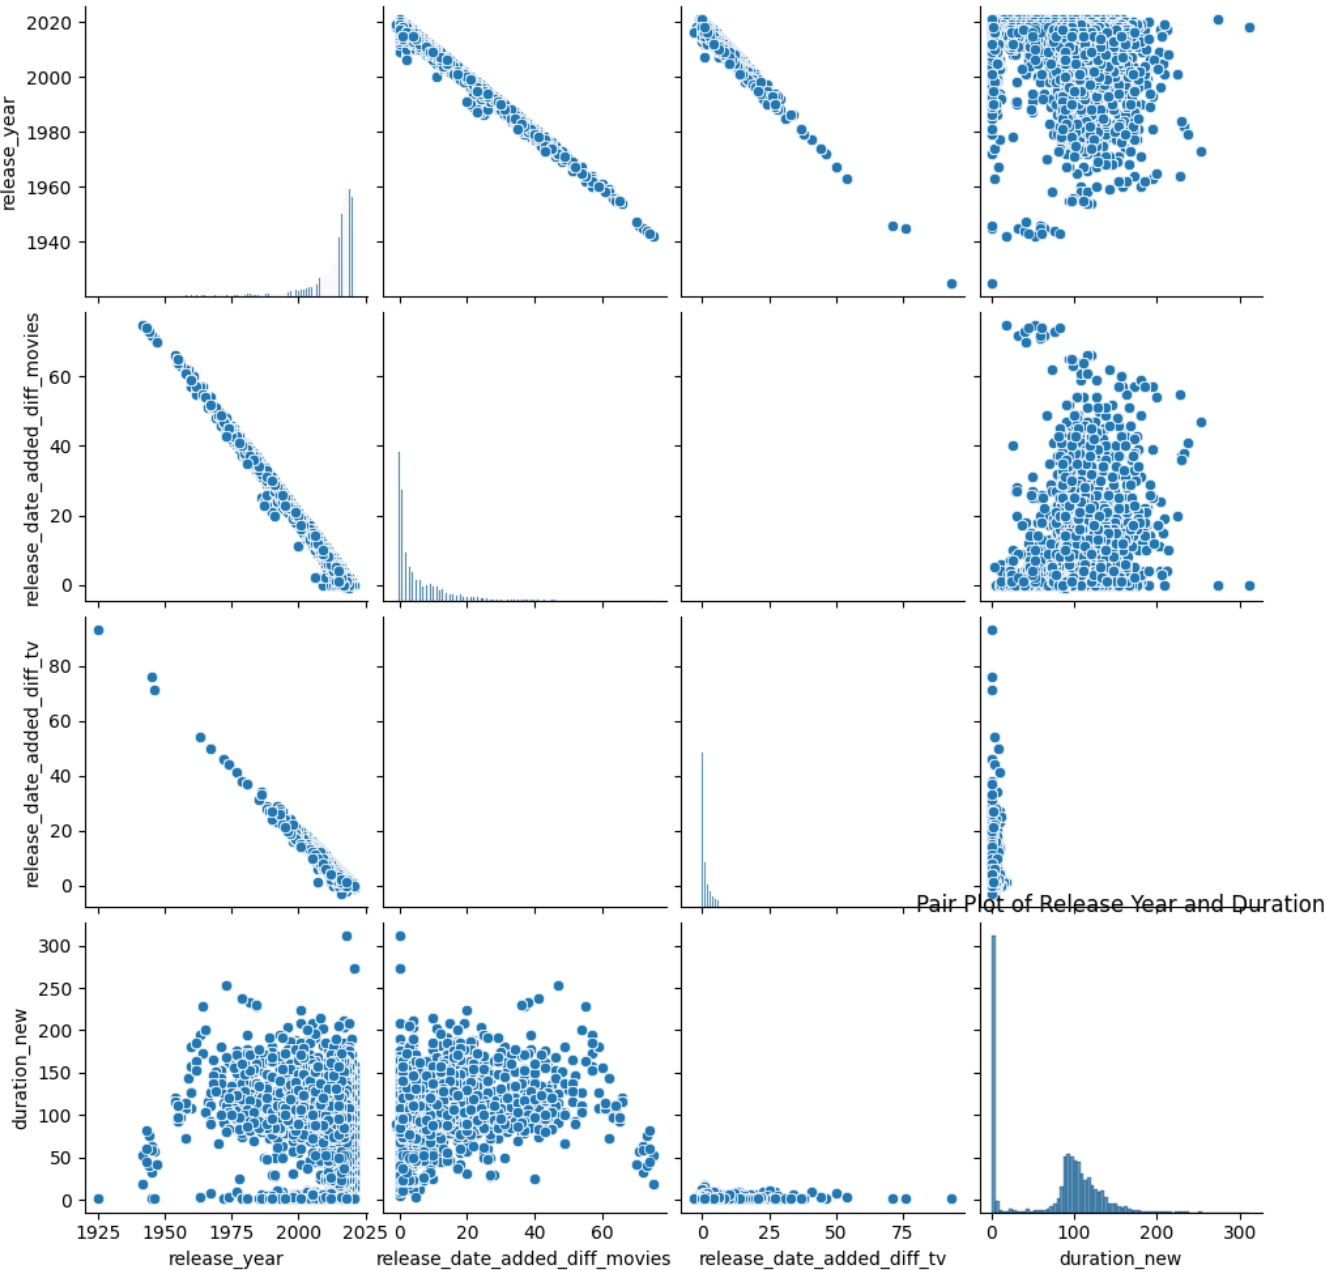 2020
2000
1980
1960
1940
release_year
60
40
20
0
release_date_added_diff_movies
80
60
40
20
0
release_date_added_diff_tv
Pair Plot of Release Year and Duration
300
250
200
150
100
50
0
duration_new
1925 1950 1975 2000 2025
release_year
0 20 40 60
release_date_added_diff_movies
0 25 50 75
release_date_added_diff_tv
0 100 200 300
duration_new